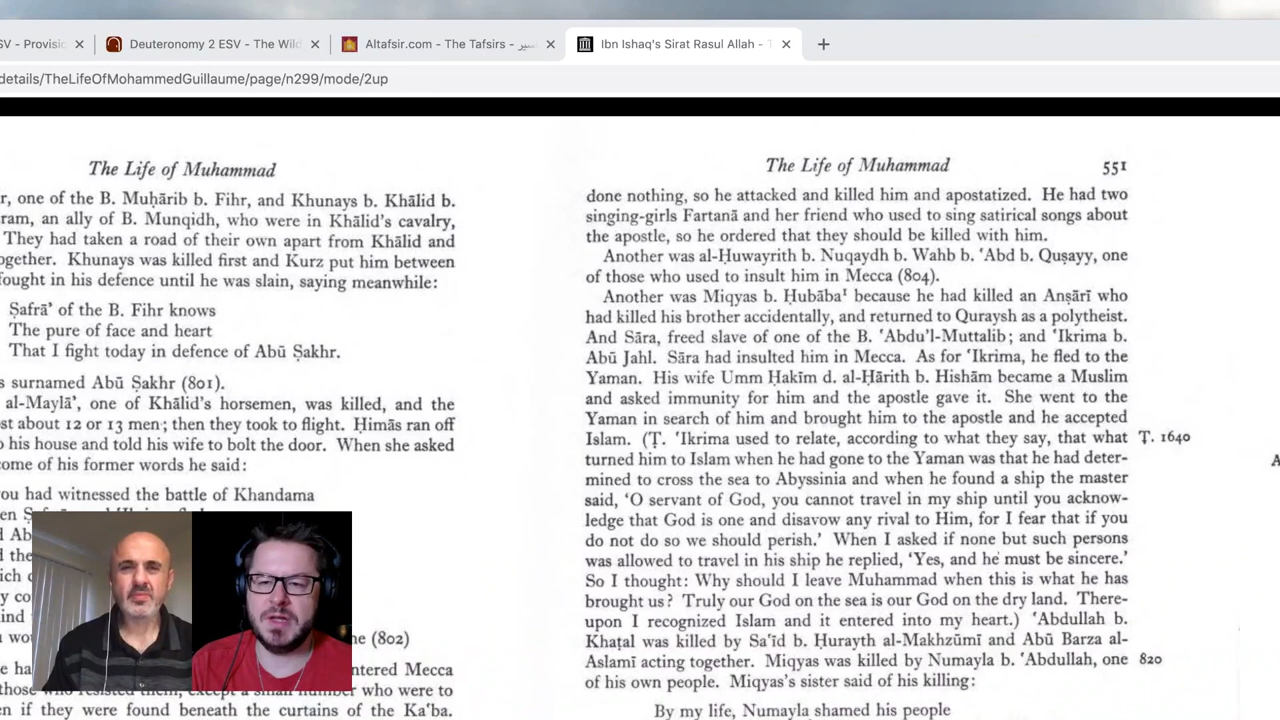 SV - Provisio
Deuteronomy 2 ESV - The Wild
Altafsir.com - The Tafsirs -
Ibn Ishaq's Sirat Rasul Allah - T
details/TheLifeOfMohammedGuillaume/page/n299/mode/2up
The Life of Muhammad
r, one of the B. Muḥārib b. Fihr, and Khunays b. Khālid b.
ram, an ally of B. Munqidh, who were in Khālid's cavalry,
They had taken a road of their own apart from Khālid and
ogether. Khunays was killed first and Kurz put him between
fought in his defence until he was slain, saying meanwhile:
Ṣafrā' of the B. Fihr knows
The pure of face and heart
That I fight today in defence of Abū Ṣakhr.
s surnamed Abū Ṣakhr (801).
al-Maylā', one of Khālid's horsemen, was killed, and the
st about 12 or 13 men; then they took to flight. Ḥimās ran off
o his house and told his wife to bolt the door. When she asked
come of his former words he said:
you had witnessed the battle of Khandama
en
d Ab
d the
ich
y co
ind
wou
he (802)
e ha
ntered Mecca
those who resisted them, except a small number who were to
en if they were found beneath the curtains of the Ka'ba.
The Life of Muhammad 551
done nothing, so he attacked and killed him and apostatized. He had two
singing-girls Fartanā and her friend who used to sing satirical songs about
the apostle, so he ordered that they should be killed with him.
Another was al-Ḥuwayrith b. Nuqaydh b. Wahb b. 'Abd b. Quṣayy, one
of those who used to insult him in Mecca (804).
Another was Miqyas b. Ḥubāba¹ because he had killed an Anṣārī who
had killed his brother accidentally, and returned to Quraysh as a polytheist.
And Sāra, freed slave of one of the B. 'Abdu'l-Muttalib; and 'Ikrima b.
Abū Jahl. Sāra had insulted him in Mecca. As for 'Ikrima, he fled to the
Yaman. His wife Umm Ḥakīm d. al-Ḥārith b. Hishām became a Muslim
and asked immunity for him and the apostle gave it. She went to the
Yaman in search of him and brought him to the apostle and he accepted
Islam. (Ṭ. 'Ikrima used to relate, according to what they say, that what Ṭ. 1640
turned him to Islam when he had gone to the Yaman was that he had deter-
mined to cross the sea to Abyssinia and when he found a ship the master
said, 'O servant of God, you cannot travel in my ship until you acknow-
ledge that God is one and disavow any rival to Him, for I fear that if you
do not do so we should perish.' When I asked if none but such persons
was allowed to travel in his ship he replied, 'Yes, and he must be sincere.'
So I thought: Why should I leave Muhammad when this is what he has
brought us? Truly our God on the sea is our God on the dry land. There-
upon I recognized Islam and it entered into my heart.) 'Abdullah b.
Khaṭal was killed by Sa'īd b. Ḥurayth al-Makhzūmī and Abū Barza al-
Aslamī acting together. Miqyas was killed by Numayla b. 'Abdullah, one 820
of his own people. Miqyas's sister said of his killing:
By my life, Numayla shamed his people
A